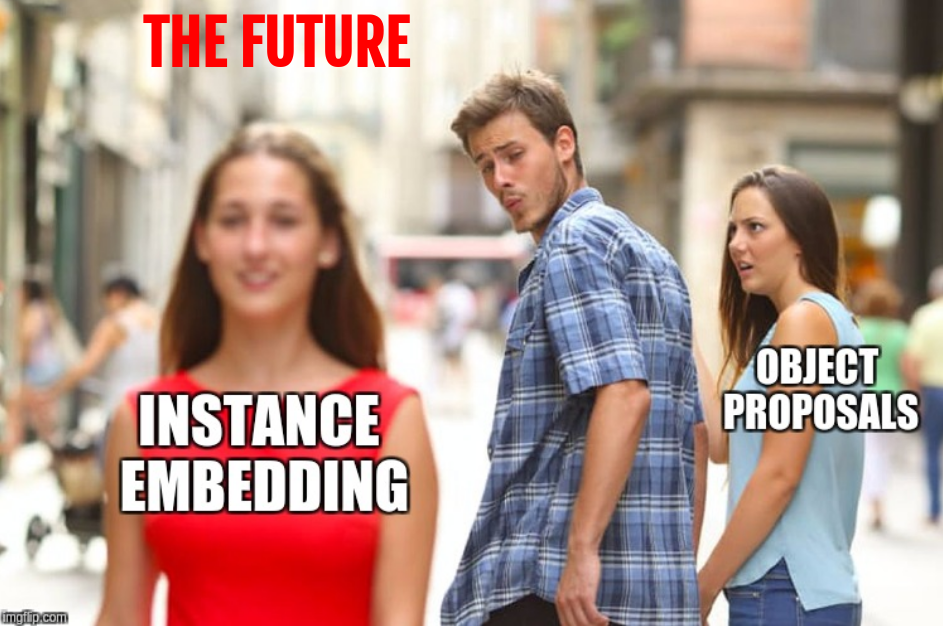 THE FUTURE
INSTANCE
EMBEDDING
OBJECT
PROPOSALS
imgflip.com